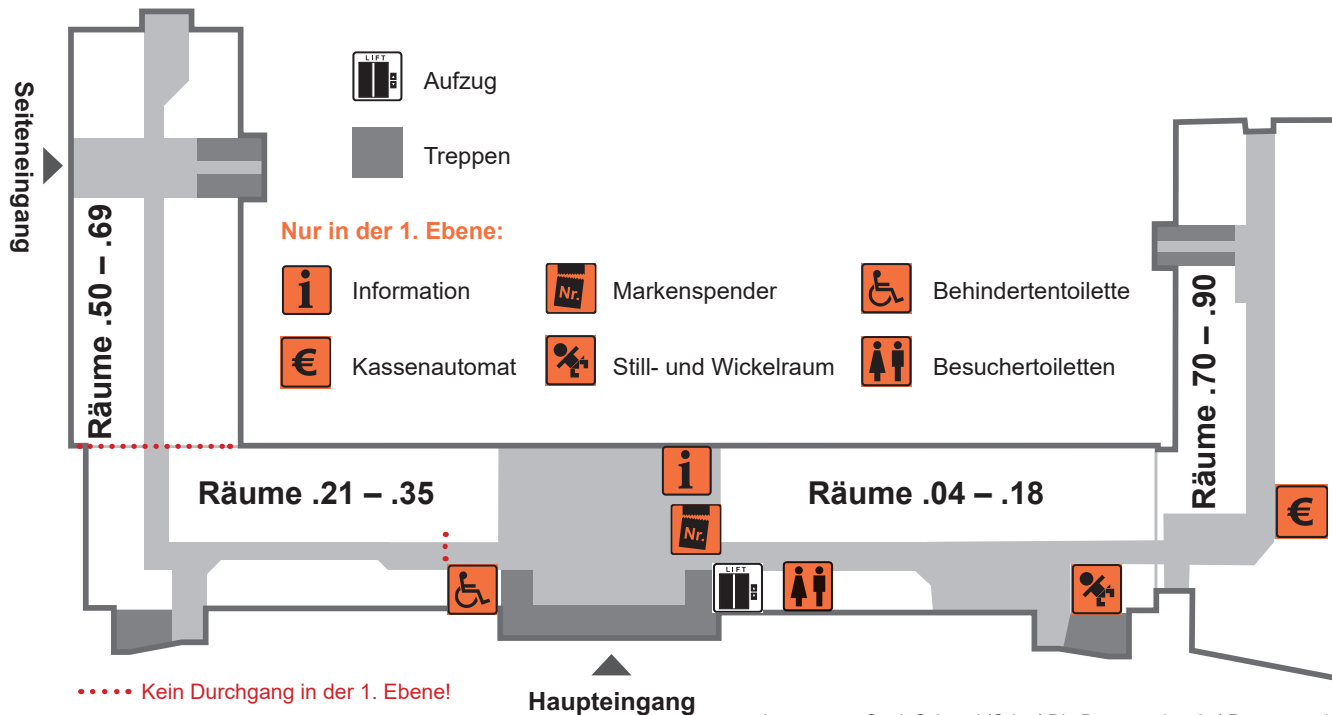 LIFT
Aufzug
Treppen
Seiteneingang
Nur in der 1. Ebene:
i Information
Nr. Markenspender
Behindertentoilette
€ Kassenautomat
Still- und Wickelraum
Besuchertoiletten
Räume .50 – .69
Räume .70 – .90
Räume .21 – .35
i
Räume .04 – .18
€
Nr.
LIFT
Kein Durchgang in der 1. Ebene!
Haupteingang